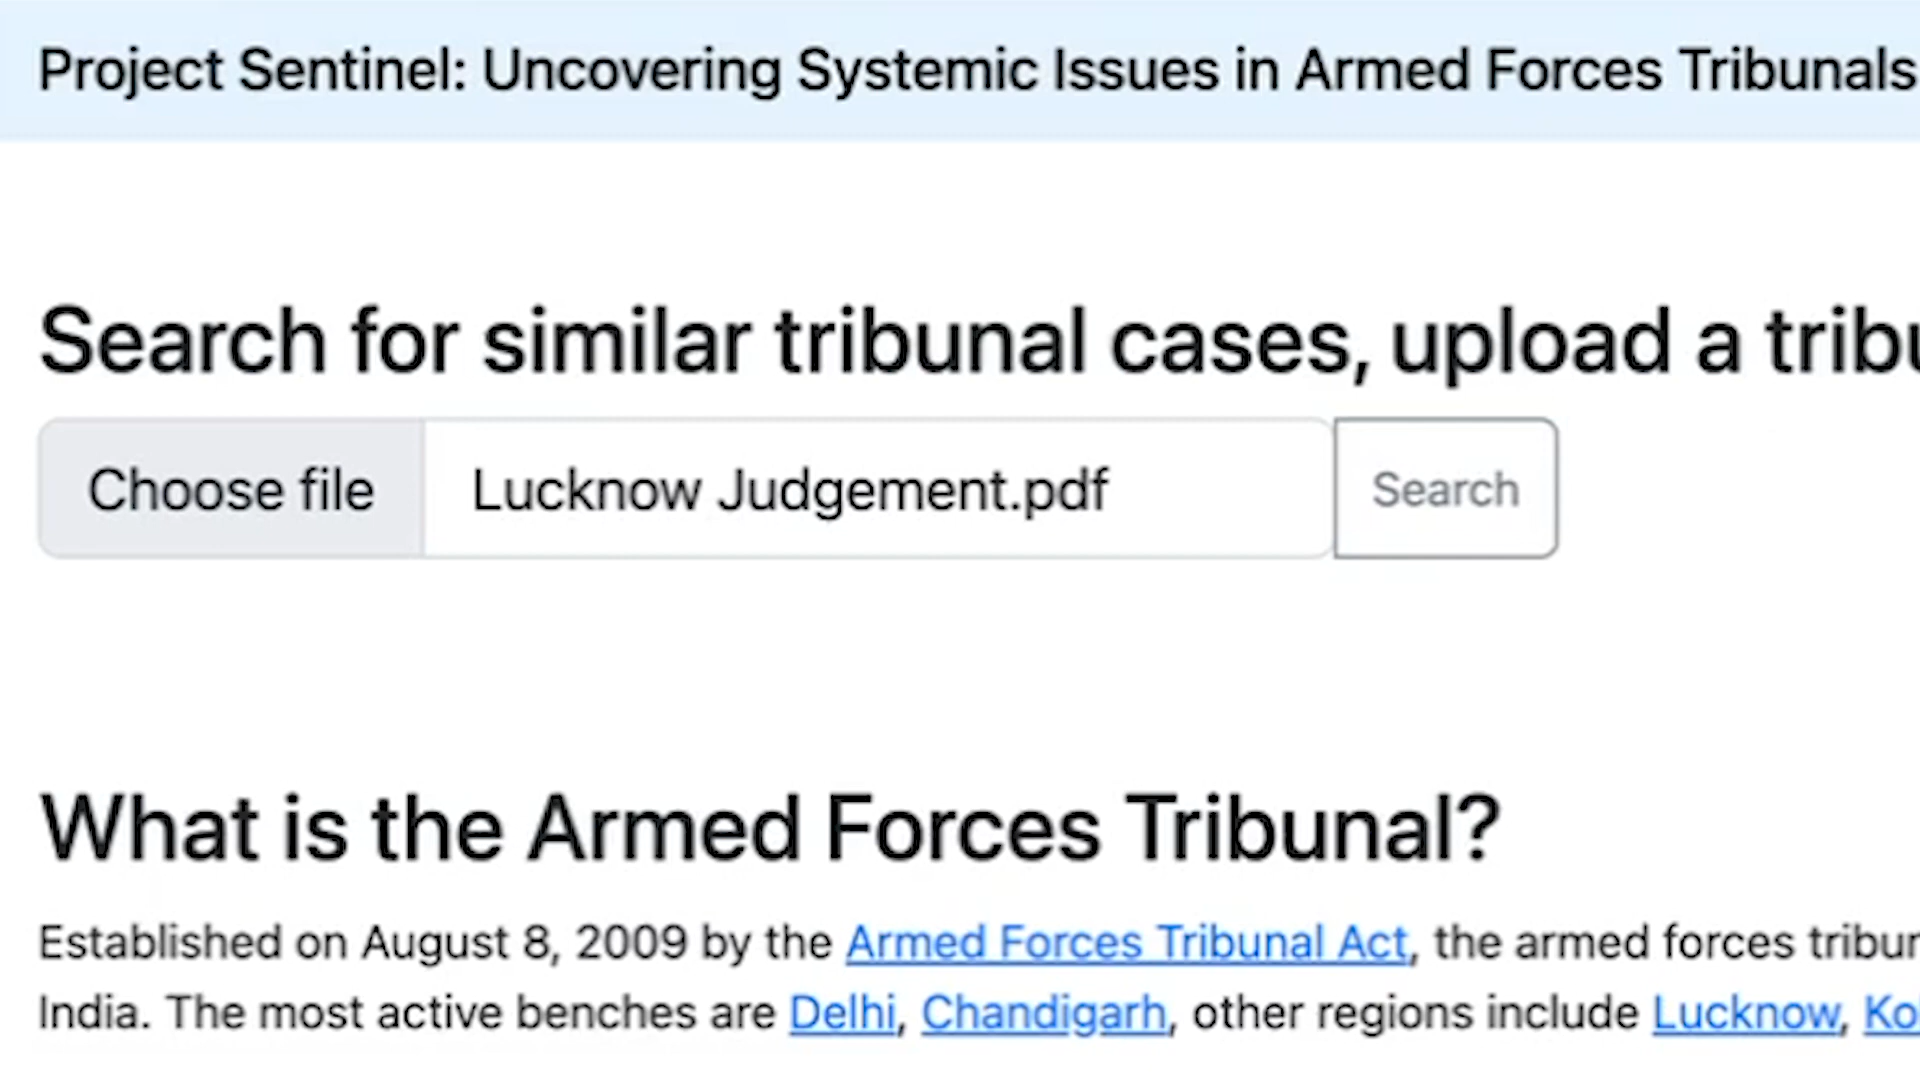 Project Sentinel: Uncovering Systemic Issues in Armed Forces Tribunals
Search for similar tribunal cases, upload a
Choose file Lucknow Judgement.pdf Search
What is the Armed Forces Tribunal?
Established on August 8, 2009 by the Armed Forces Tribunal Act, the armed forces
India. The most active benches are Delhi, Chandigarh, other regions include Lucknow,